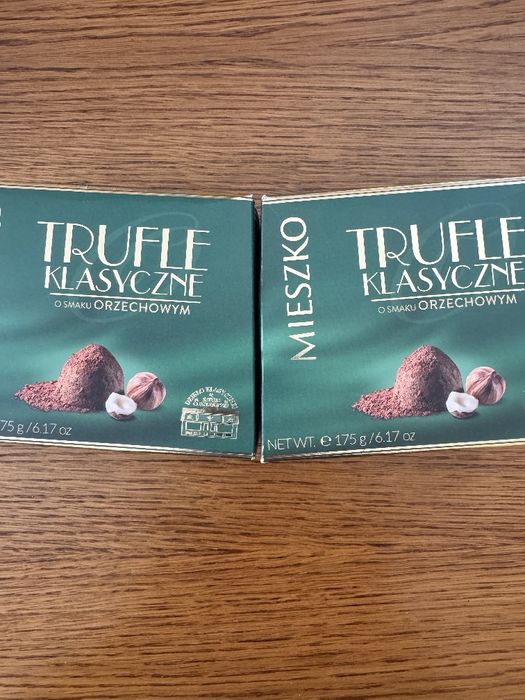 TRUFLE
KLASYCZNE
O SMAKU ORZECHOWYM
75 g/6.17 oz
MIESZKO
TRUFLE
KLASYCZNE
O SMAKU ORZECHOWYM
NET WT. ℮ 175 g/6.17 oz